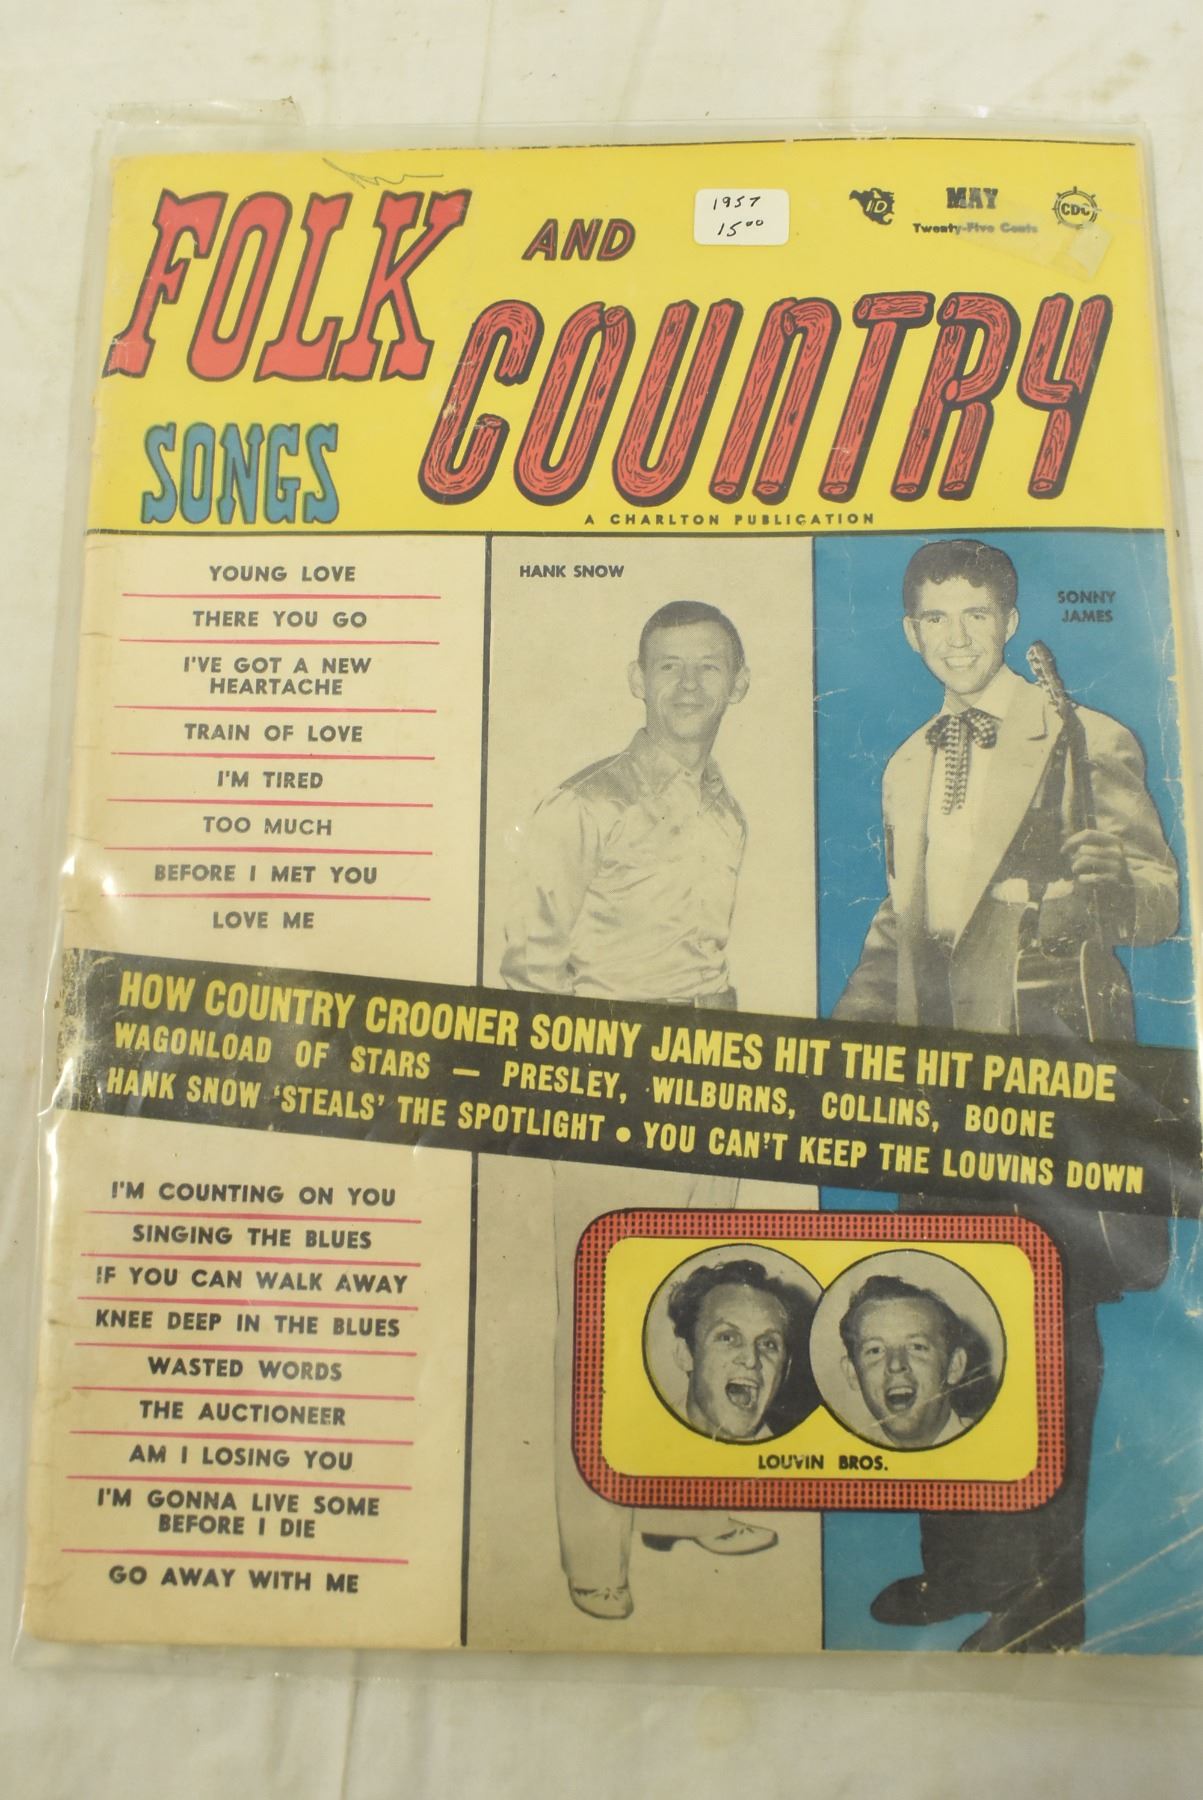 FOLK AND
COUNTRY
SONGS
1957
15⁰⁰
ID
MAY
Twenty-Five Cents
CDC
A CHARLTON PUBLICATION
YOUNG LOVE
THERE YOU GO
I'VE GOT A NEW
HEARTACHE
TRAIN OF LOVE
I'M TIRED
TOO MUCH
BEFORE I MET YOU
LOVE ME
HANK SNOW
SONNY
JAMES
HOW COUNTRY CROONER SONNY JAMES HIT THE HIT PARADE
WAGONLOAD OF STARS — PRESLEY, WILBURNS, COLLINS, BOONE
HANK SNOW 'STEALS' THE SPOTLIGHT • YOU CAN'T KEEP THE LOUVINS DOWN
I'M COUNTING ON YOU
SINGING THE BLUES
IF YOU CAN WALK AWAY
KNEE DEEP IN THE BLUES
WASTED WORDS
THE AUCTIONEER
AM I LOSING YOU
I'M GONNA LIVE SOME
BEFORE I DIE
GO AWAY WITH ME
LOUVIN BROS.